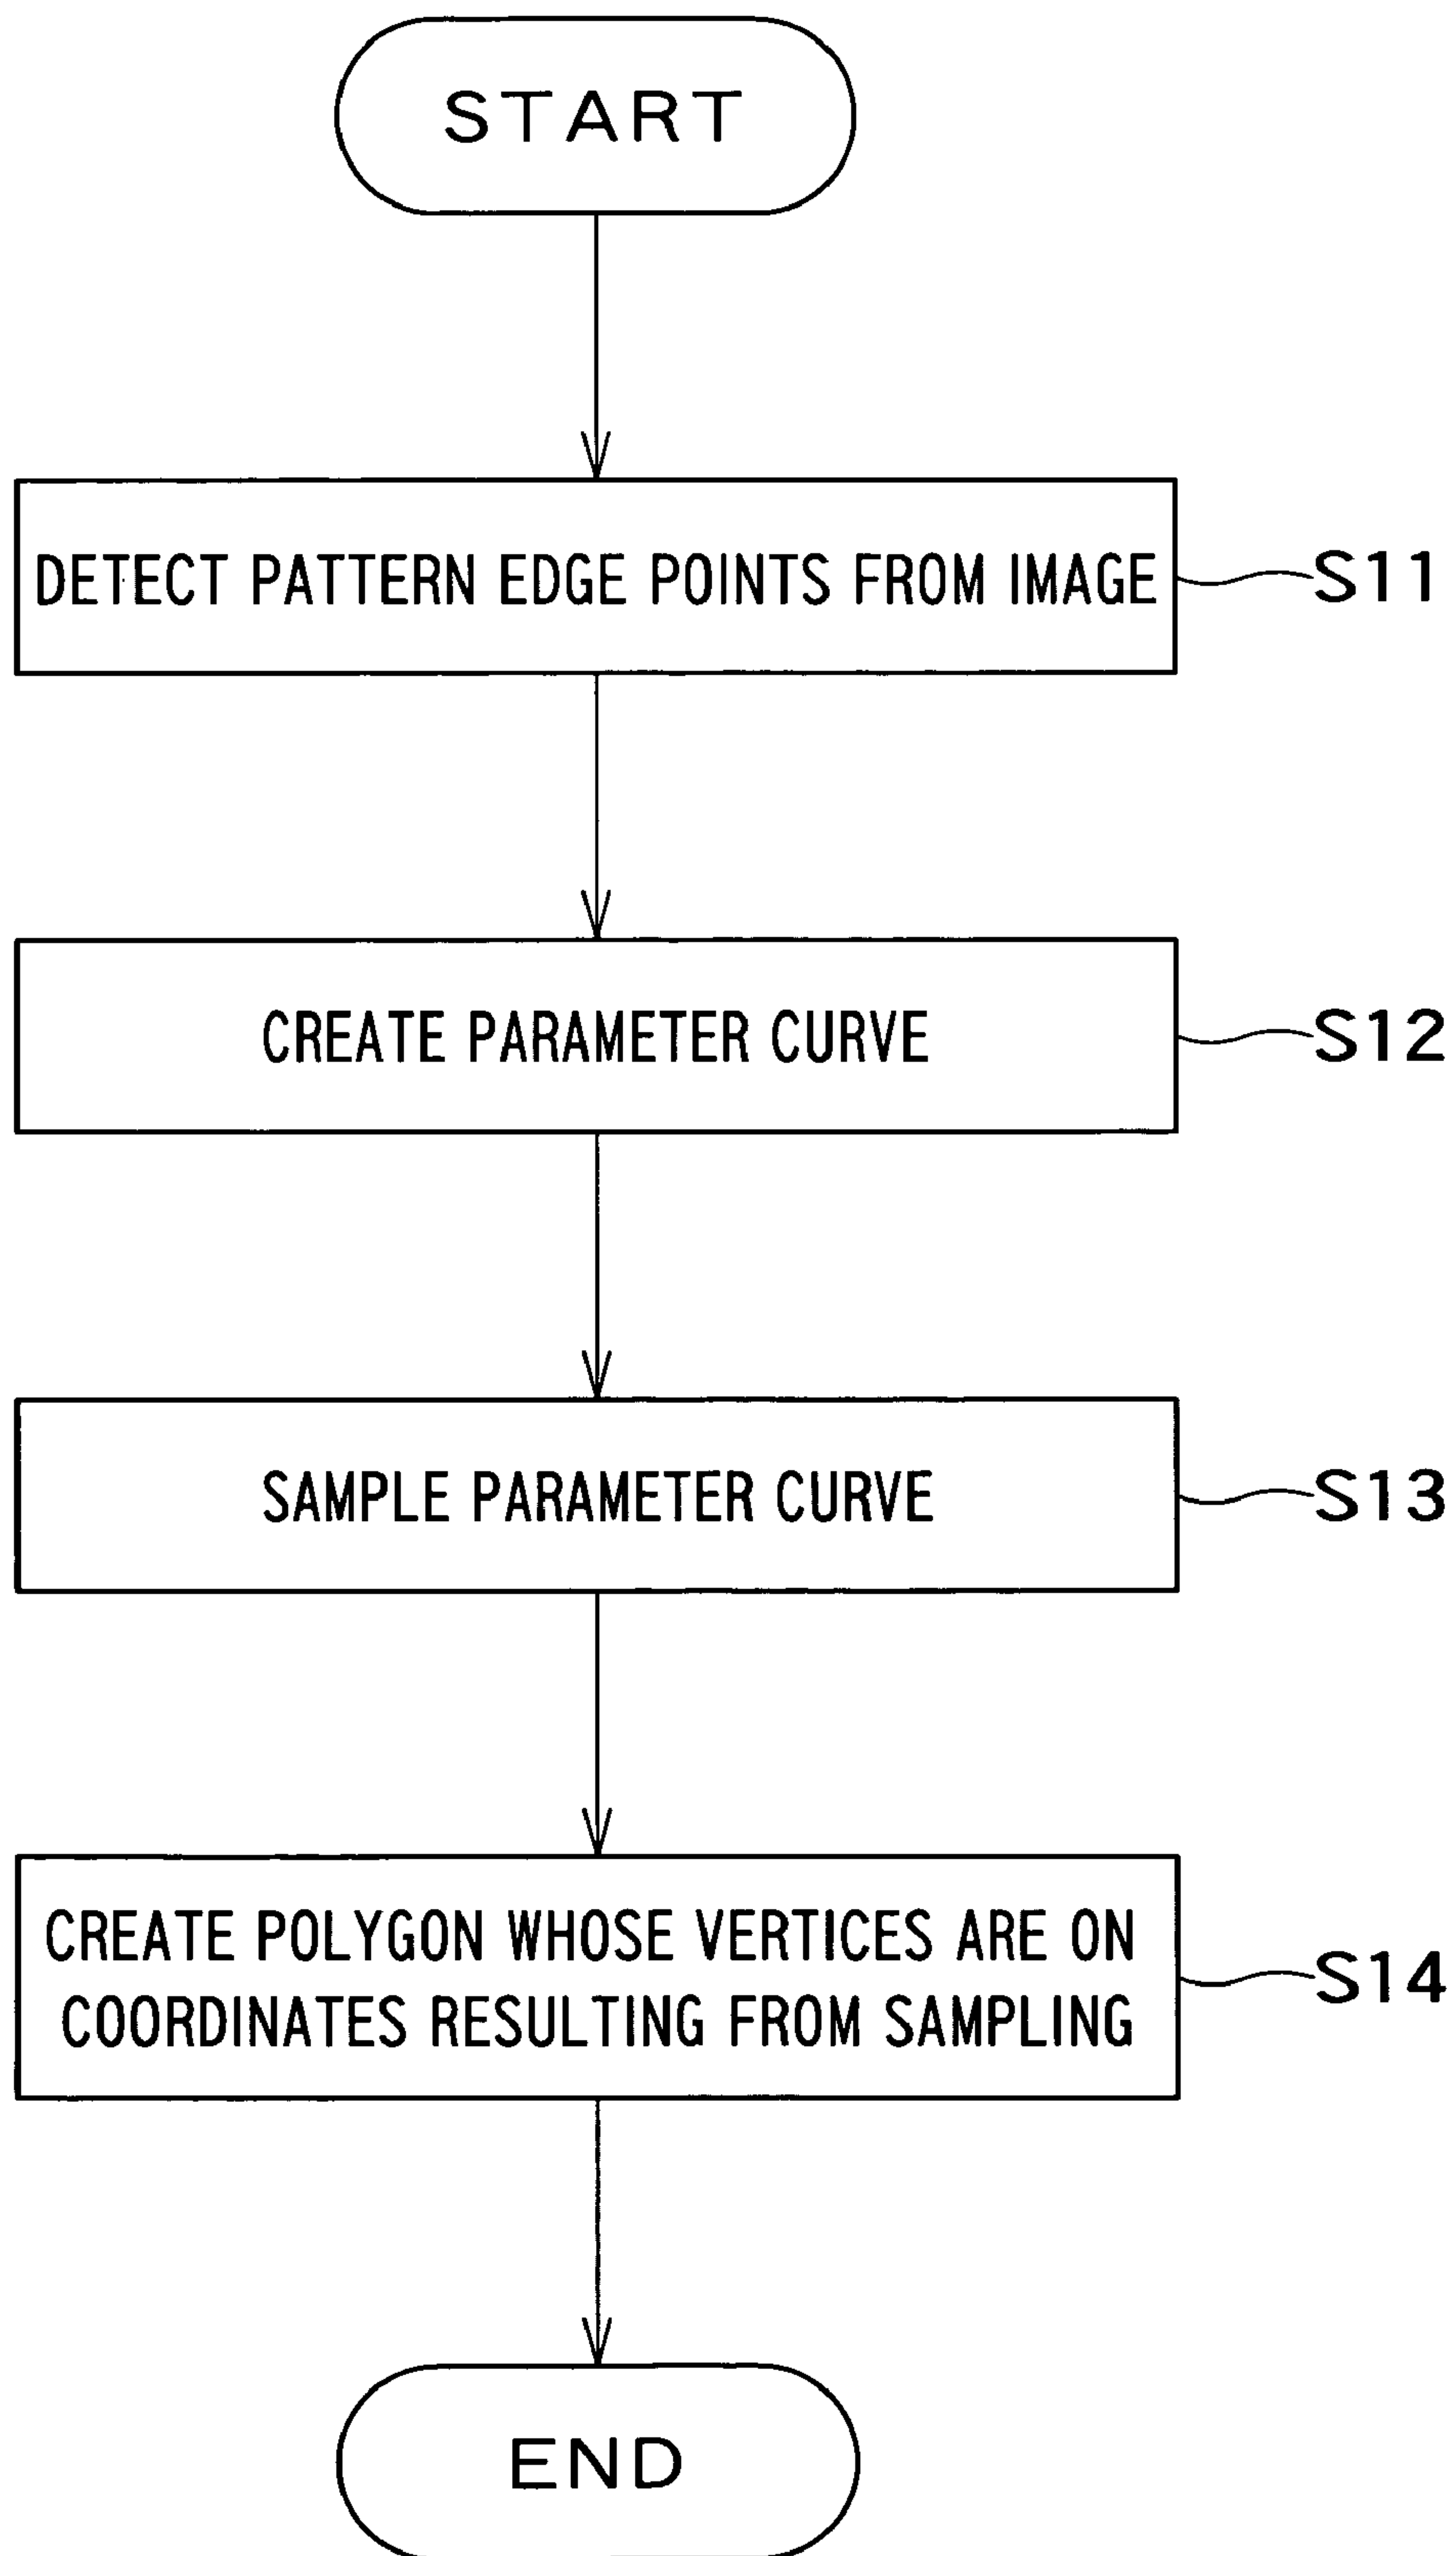 START
DETECT PATTERN EDGE POINTS FROM IMAGE
S11
CREATE PARAMETER CURVE
S12
SAMPLE PARAMETER CURVE
S13
CREATE POLYGON WHOSE VERTICES ARE ON
COORDINATES RESULTING FROM SAMPLING
S14
END